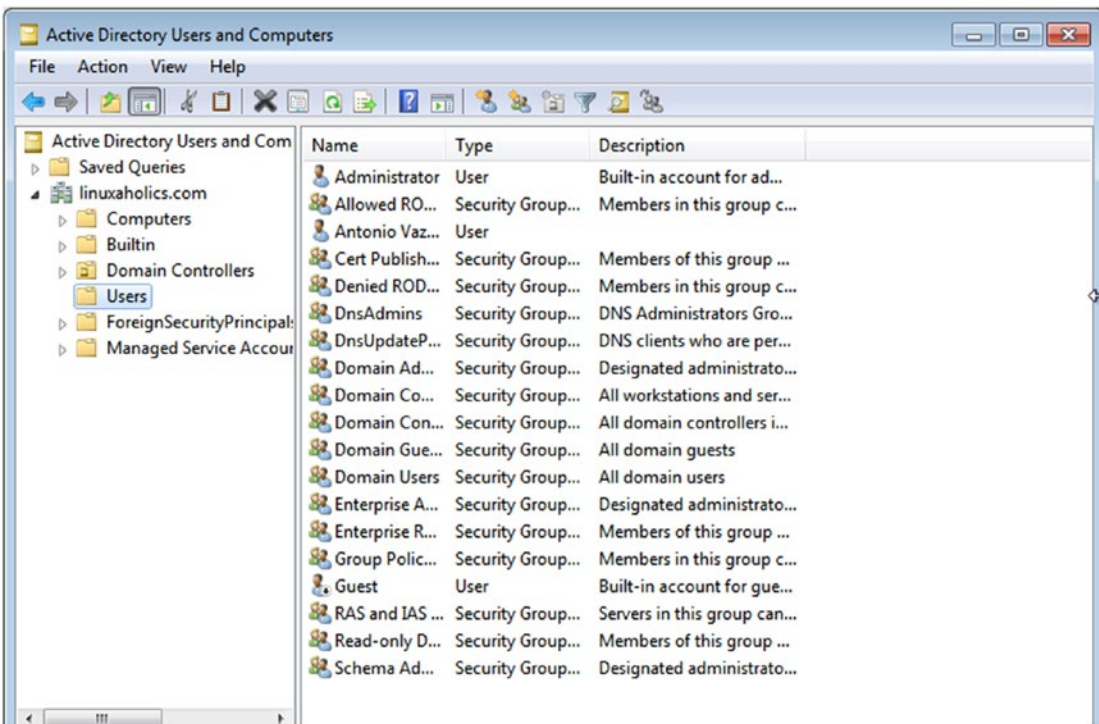 Active Directory Users and Computers
File Action View Help
Active Directory Users and Com
Saved Queries
linuxaholics.com
Computers
Builtin
Domain Controllers
Users
ForeignSecurityPrincipals
Managed Service Accour
Name Type Description
Administrator User Built-in account for ad...
Allowed RO... Security Group... Members in this group c...
Antonio Vaz... User
Cert Publish... Security Group... Members of this group ...
Denied ROD... Security Group... Members in this group c...
DnsAdmins Security Group... DNS Administrators Gro...
DnsUpdateP... Security Group... DNS clients who are per...
Domain Ad... Security Group... Designated administrato...
Domain Co... Security Group... All workstations and ser...
Domain Con... Security Group... All domain controllers i...
Domain Gue... Security Group... All domain guests
Domain Users Security Group... All domain users
Enterprise A... Security Group... Designated administrato...
Enterprise R... Security Group... Members of this group ...
Group Polic... Security Group... Members in this group c...
Guest User Built-in account for gue...
RAS and IAS ... Security Group... Servers in this group can...
Read-only D... Security Group... Members of this group ...
Schema Ad... Security Group... Designated administrato...